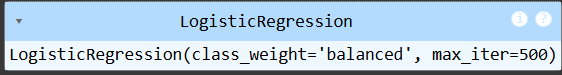 LogisticRegression
LogisticRegression(class_weight='balanced', max_iter=500)